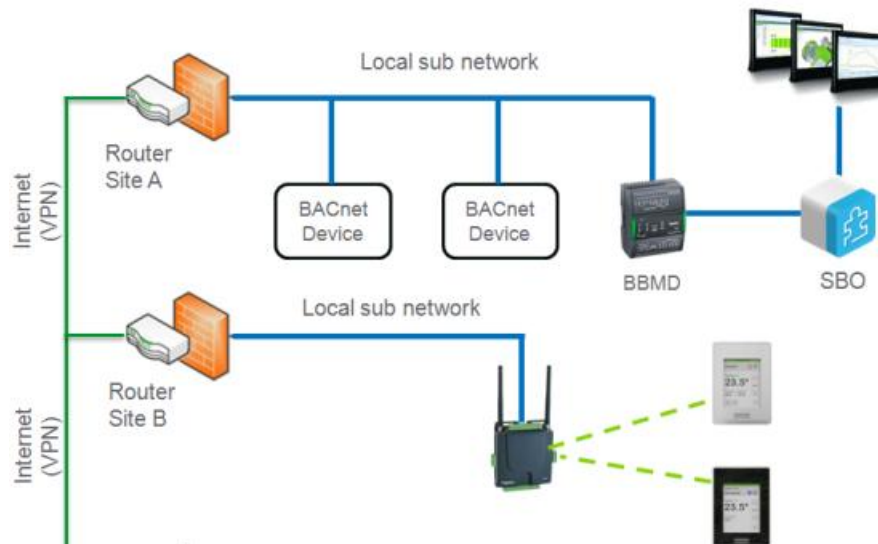 Local sub network
Router
Site A
Internet
(VPN)
BACnet
Device
BACnet
Device
BBMD
SBO
Local sub network
Router
Site B
23.5°
Internet
(VPN)
23.5°